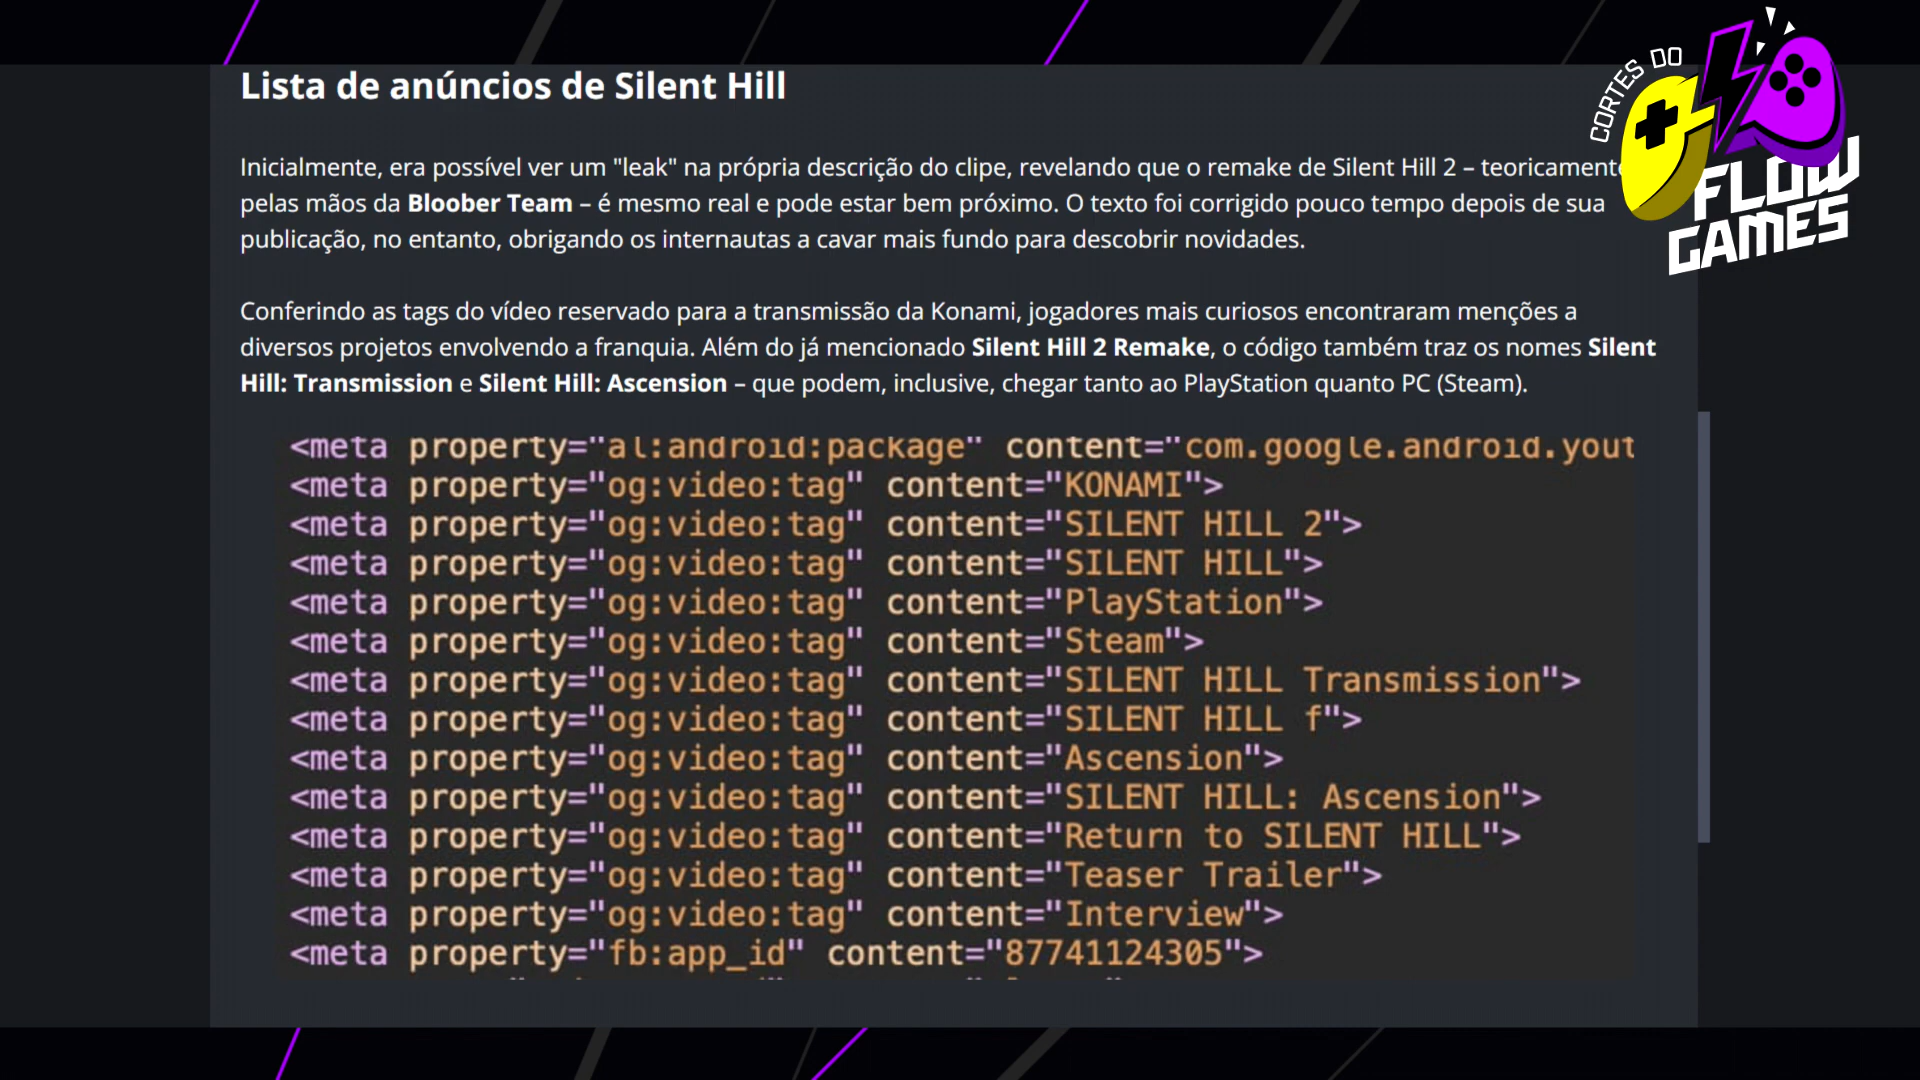 CORTES DO
FLOW
GAMES
Lista de anúncios de Silent Hill
Inicialmente, era possível ver um "leak" na própria descrição do clipe, revelando que o remake de Silent Hill 2 – teoricamente
pelas mãos da Bloober Team – é mesmo real e pode estar bem próximo. O texto foi corrigido pouco tempo depois de sua
publicação, no entanto, obrigando os internautas a cavar mais fundo para descobrir novidades.
Conferindo as tags do vídeo reservado para a transmissão da Konami, jogadores mais curiosos encontraram menções a
diversos projetos envolvendo a franquia. Além do já mencionado Silent Hill 2 Remake, o código também traz os nomes Silent
Hill: Transmission e Silent Hill: Ascension – que podem, inclusive, chegar tanto ao PlayStation quanto PC (Steam).
<meta property="al:android:package" content="com.google.android.yout
<meta property="og:video:tag" content="KONAMI">
<meta property="og:video:tag" content="SILENT HILL 2">
<meta property="og:video:tag" content="SILENT HILL">
<meta property="og:video:tag" content="PlayStation">
<meta property="og:video:tag" content="Steam">
<meta property="og:video:tag" content="SILENT HILL Transmission">
<meta property="og:video:tag" content="SILENT HILL f">
<meta property="og:video:tag" content="Ascension">
<meta property="og:video:tag" content="SILENT HILL: Ascension">
<meta property="og:video:tag" content="Return to SILENT HILL">
<meta property="og:video:tag" content="Teaser Trailer">
<meta property="og:video:tag" content="Interview">
<meta property="fb:app_id" content="87741124305">